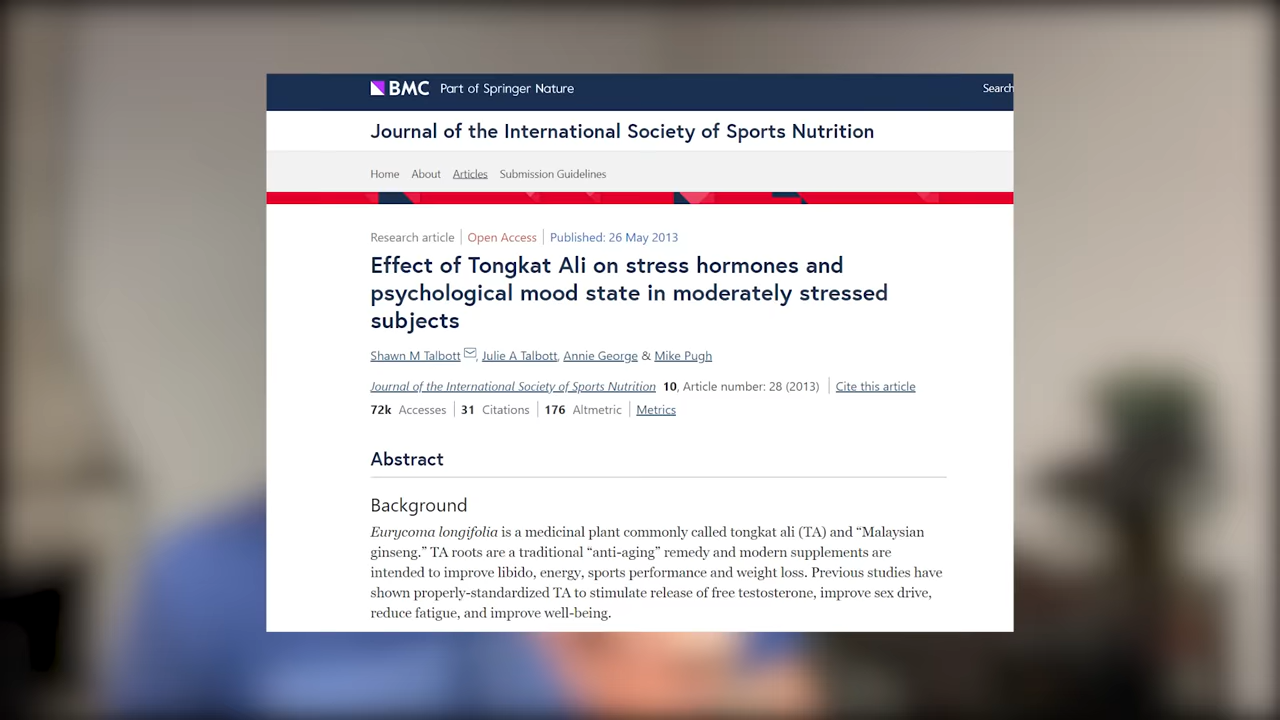 BMC Part of Springer Nature
Search
Journal of the International Society of Sports Nutrition
Home About Articles Submission Guidelines
Research article Open Access Published: 26 May 2013
Effect of Tongkat Ali on stress hormones and
psychological mood state in moderately stressed
subjects
Shawn M Talbott, Julie A Talbott, Annie George & Mike Pugh
Journal of the International Society of Sports Nutrition 10, Article number: 28 (2013) Cite this article
72k Accesses 31 Citations 176 Altmetric Metrics
Abstract
Background
Eurycoma longifolia is a medicinal plant commonly called tongkat ali (TA) and “Malaysian
ginseng.” TA roots are a traditional “anti-aging” remedy and modern supplements are
intended to improve libido, energy, sports performance and weight loss. Previous studies have
shown properly-standardized TA to stimulate release of free testosterone, improve sex drive,
reduce fatigue, and improve well-being.